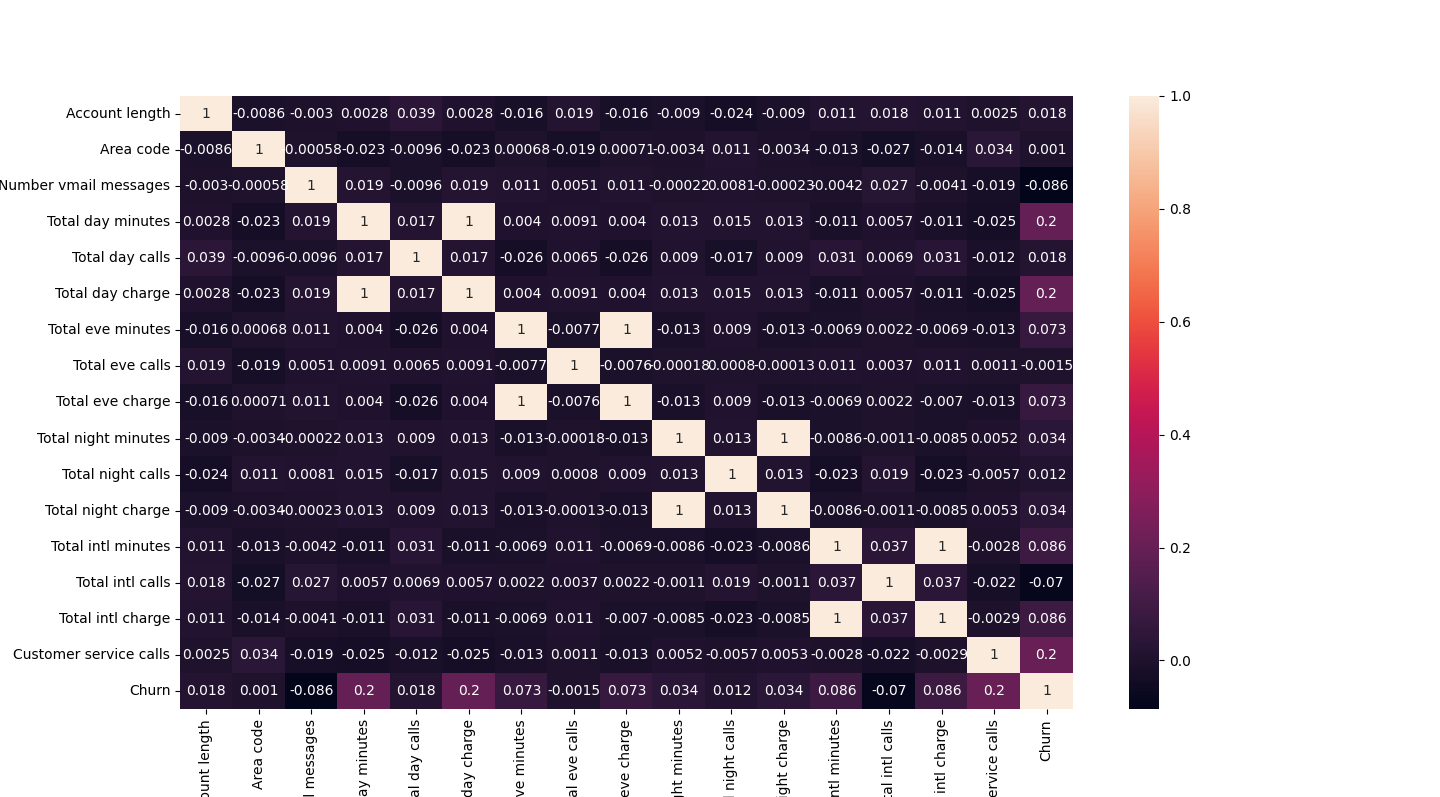 Account length 1 -0.0086 -0.003 0.0028 0.039 0.0028 -0.016 0.019 -0.016 -0.009 -0.024 -0.009 0.011 0.018 0.011 0.0025 0.018 1.0
Area code -0.0086 1 0.00058 -0.023 -0.0096 -0.023 0.00068 -0.019 0.00071 -0.0034 0.011 -0.0034 -0.013 -0.027 -0.014 0.034 0.001
Number vmail messages -0.003 -0.00058 1 0.019 -0.0096 0.019 0.011 0.0051 0.011 -0.00022 0.0081 -0.00023 -0.0042 0.027 -0.0041 -0.019 -0.086
0.8
Total day minutes 0.0028 -0.023 0.019 1 0.017 1 0.004 0.0091 0.004 0.013 0.015 0.013 -0.011 0.0057 -0.011 -0.025 0.2
Total day calls 0.039 -0.0096 -0.0096 0.017 1 0.017 -0.026 0.0065 -0.026 0.009 -0.017 0.009 0.031 0.0069 0.031 -0.012 0.018
Total day charge 0.0028 -0.023 0.019 1 0.017 1 0.004 0.0091 0.004 0.013 0.015 0.013 -0.011 0.0057 -0.011 -0.025 0.2
0.6
Total eve minutes -0.016 0.00068 0.011 0.004 -0.026 0.004 1 -0.0077 1 -0.013 0.009 -0.013 -0.0069 0.0022 -0.0069 -0.013 0.073
Total eve calls 0.019 -0.019 0.0051 0.0091 0.0065 0.0091 -0.0077 1 -0.0076 -0.00018 0.0008 -0.00013 0.011 0.0037 0.011 0.0011 -0.0015
Total eve charge -0.016 0.00071 0.011 0.004 -0.026 0.004 1 -0.0076 1 -0.013 0.009 -0.013 -0.0069 0.0022 -0.007 -0.013 0.073
Total night minutes -0.009 -0.0034 -0.00022 0.013 0.009 0.013 -0.013 -0.00018 -0.013 1 0.013 1 -0.0086 -0.0011 -0.0085 0.0052 0.034 0.4
Total night calls -0.024 0.011 0.0081 0.015 -0.017 0.015 0.009 0.0008 0.009 0.013 1 0.013 -0.023 0.019 -0.023 -0.0057 0.012
Total night charge -0.009 -0.0034 -0.00023 0.013 0.009 0.013 -0.013 -0.00013 -0.013 1 0.013 1 -0.0086 -0.0011 -0.0085 0.0053 0.034
Total intl minutes 0.011 -0.013 -0.0042 -0.011 0.031 -0.011 -0.0069 0.011 -0.0069 -0.0086 -0.023 -0.0086 1 0.037 1 -0.0028 0.086 0.2
Total intl calls 0.018 -0.027 0.027 0.0057 0.0069 0.0057 0.0022 0.0037 0.0022 -0.0011 0.019 -0.0011 0.037 1 0.037 -0.022 -0.07
Total intl charge 0.011 -0.014 -0.0041 -0.011 0.031 -0.011 -0.0069 0.011 -0.007 -0.0085 -0.023 -0.0085 1 0.037 1 -0.0029 0.086
Customer service calls 0.0025 0.034 -0.019 -0.025 -0.012 -0.025 -0.013 0.0011 -0.013 0.0052 -0.0057 0.0053 -0.0028 -0.022 -0.0029 1 0.2 0.0
Churn 0.018 0.001 -0.086 0.2 0.018 0.2 0.073 -0.0015 0.073 0.034 0.012 0.034 0.086 -0.07 0.086 0.2 1
ount length
Area code
l messages
ay minutes
al day calls
day charge
ve minutes
al eve calls
eve charge
ght minutes
l night calls
ight charge
intl minutes
tal intl calls
intl charge
ervice calls
Churn